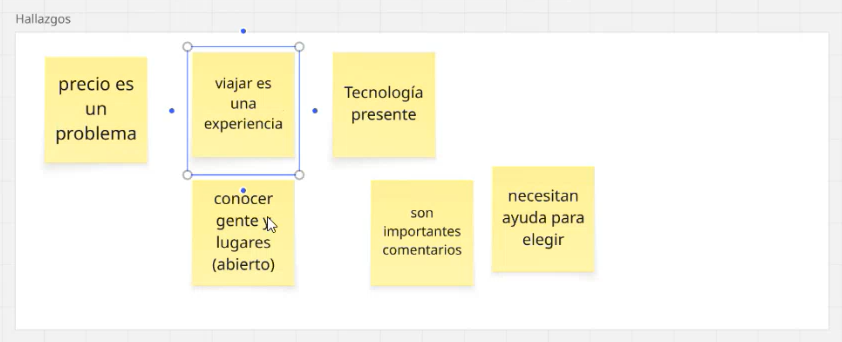 Hallazgos
precio es
un
problema
viajar es
una
experiencia
Tecnología
presente
conocer
gente y
lugares
(abierto)
son
importantes
comentarios
necesitan
ayuda para
elegir